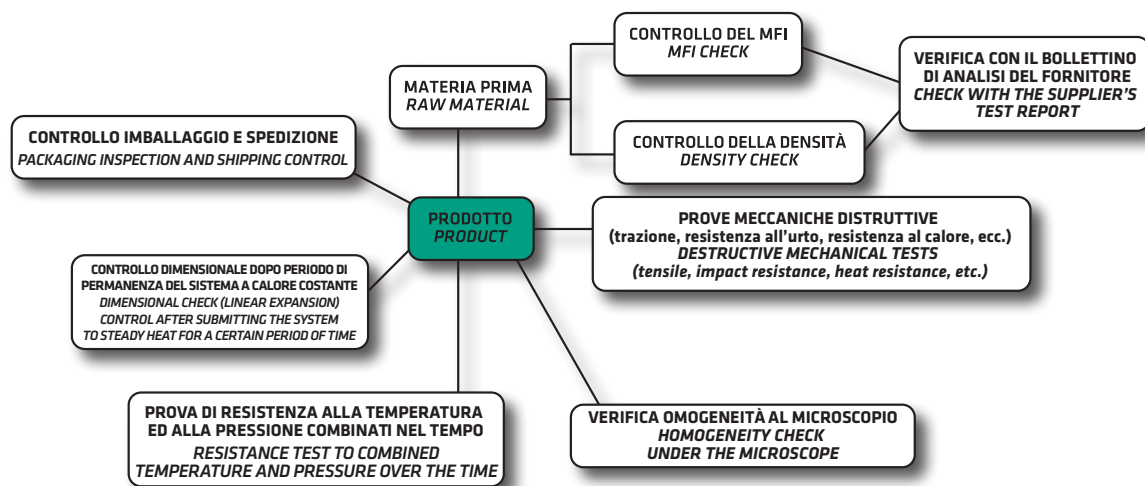 CONTROLLO DEL MFI
MFI CHECK
VERIFICA CON IL BOLLETTINO
DI ANALISI DEL FORNITORE
CHECK WITH THE SUPPLIER'S
TEST REPORT
MATERIA PRIMA
RAW MATERIAL
CONTROLLO DELLA DENSITÀ
DENSITY CHECK
CONTROLLO IMBALLAGGIO E SPEDIZIONE
PACKAGING INSPECTION AND SHIPPING CONTROL
PRODOTTO
PRODUCT
PROVE MECCANICHE DISTRUTTIVE
(trazione, resistenza all'urto, resistenza al calore, ecc.)
DESTRUCTIVE MECHANICAL TESTS
(tensile, impact resistance, heat resistance, etc.)
CONTROLLO DIMENSIONALE DOPO PERIODO DI
PERMANENZA DEL SISTEMA A CALORE COSTANTE
DIMENSIONAL CHECK (LINEAR EXPANSION)
CONTROL AFTER SUBMITTING THE SYSTEM
TO STEADY HEAT FOR A CERTAIN PERIOD OF TIME
PROVA DI RESISTENZA ALLA TEMPERATURA
ED ALLA PRESSIONE COMBINATI NEL TEMPO
RESISTANCE TEST TO COMBINED
TEMPERATURE AND PRESSURE OVER THE TIME
VERIFICA OMOGENEITÀ AL MICROSCOPIO
HOMOGENEITY CHECK
UNDER THE MICROSCOPE